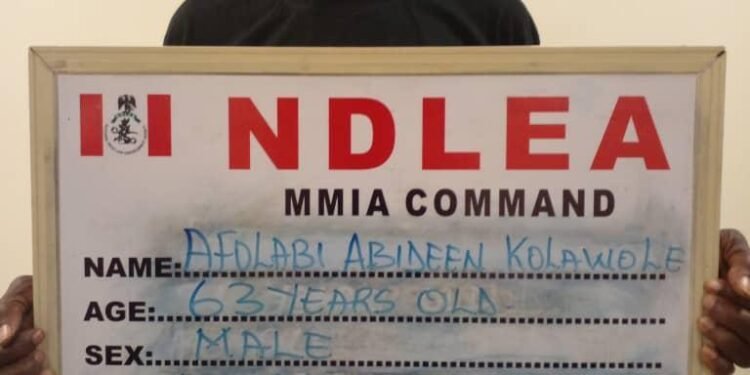 NDLEA
MMIA COMMAND
NAME: AFOLABI ABIDEEN KOLAWOLE
AGE: 63 YEARS OLD
SEX: MALE